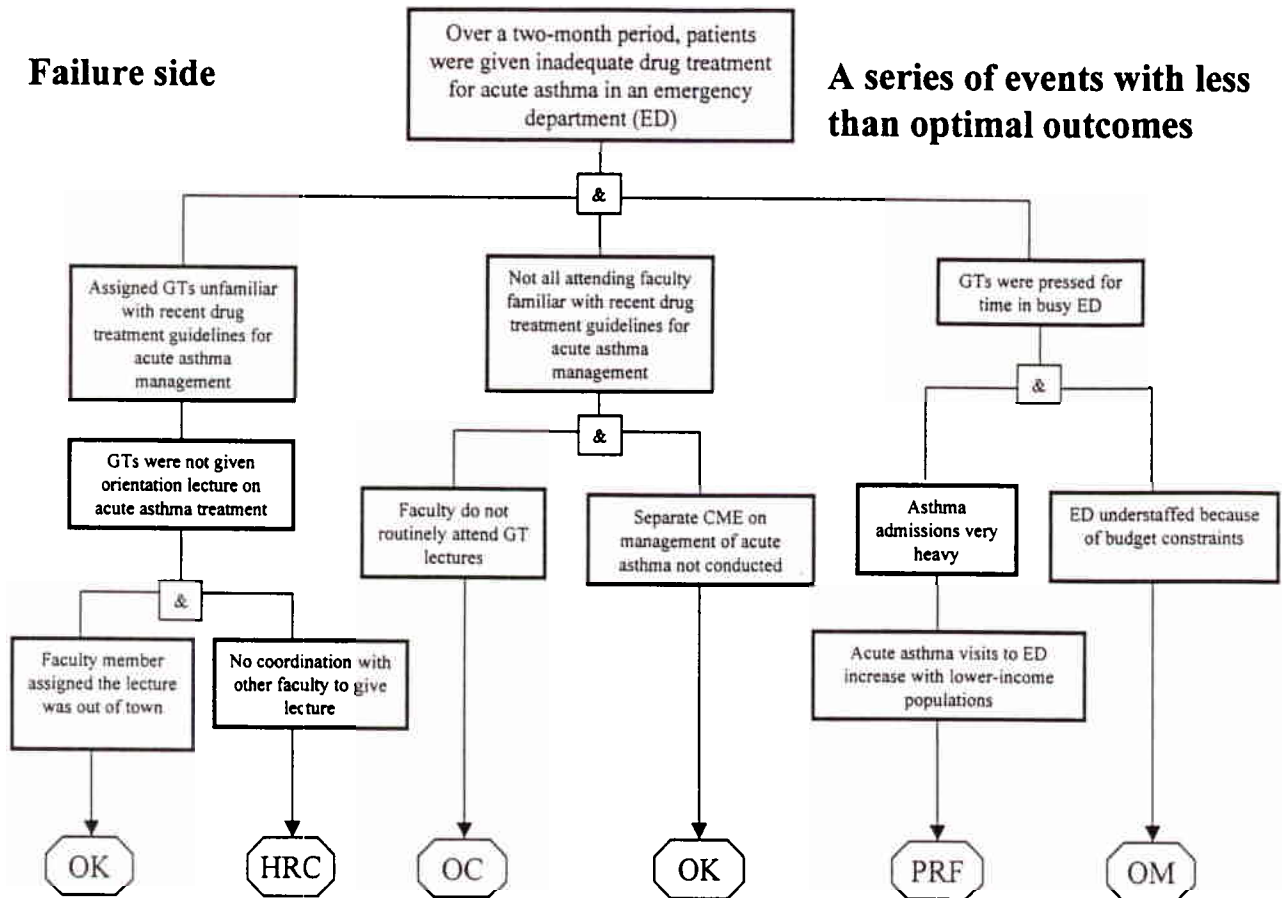 Failure side
Over a two-month period, patients
were given inadequate drug treatment
for acute asthma in an emergency
department (ED)
A series of events with less
than optimal outcomes
&
Assigned GTs unfamiliar
with recent drug
treatment guidelines for
acute asthma
management
Not all attending faculty
familiar with recent drug
treatment guidelines for
acute asthma
management
GTs were pressed for
time in busy ED
&
&
GTs were not given
orientation lecture on
acute asthma treatment
Faculty do not
routinely attend GT
lectures
Separate CME on
management of acute
asthma not conducted
Asthma
admissions very
heavy
ED understaffed because
of budget constraints
&
Faculty member
assigned the lecture
was out of town
No coordination with
other faculty to give
lecture
Acute asthma visits to ED
increase with lower-income
populations
OK
HRC
OC
OK
PRF
OM